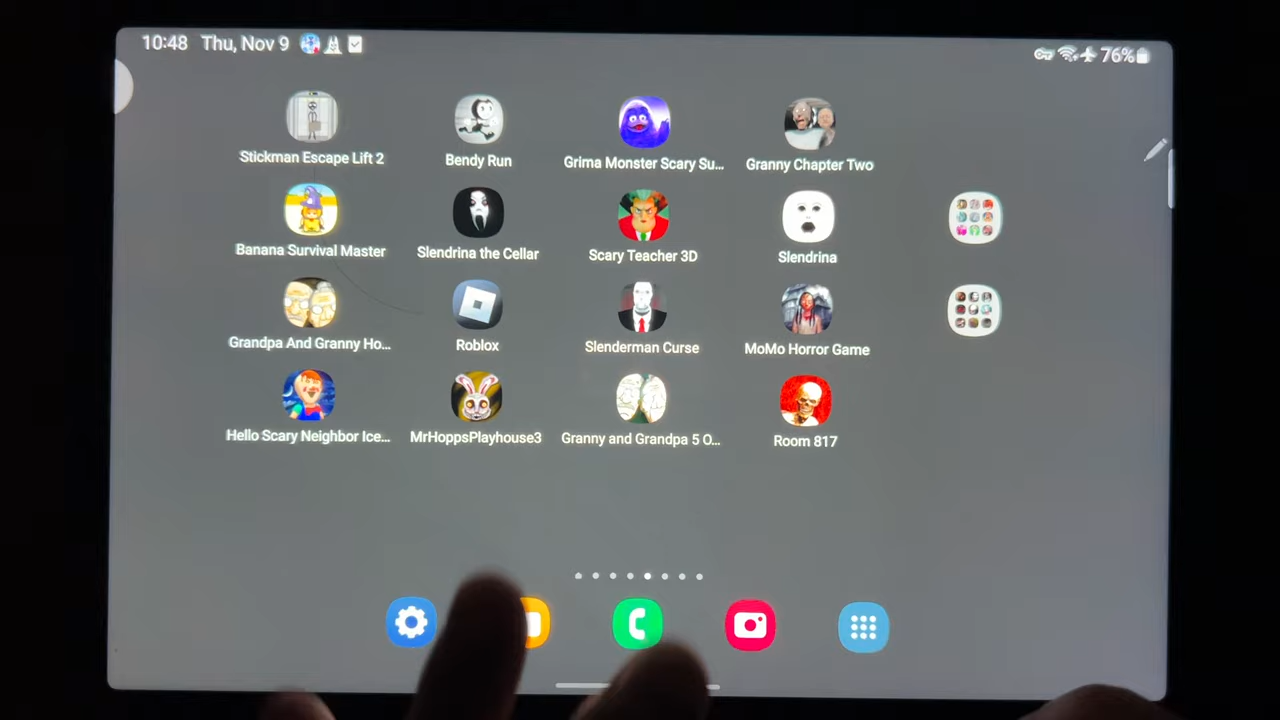 10:48 Thu, Nov 9 76%
Stickman Escape Lift 2
Bendy Run
Grima Monster Scary Su...
Granny Chapter Two
Banana Survival Master
Slendrina the Cellar
Scary Teacher 3D
Slendrina
Grandpa And Granny Ho...
Roblox
Slenderman Curse
MoMo Horror Game
Hello Scary Neighbor Ice...
MrHoppsPlayhouse3
Granny and Grandpa 5 O...
Room 817